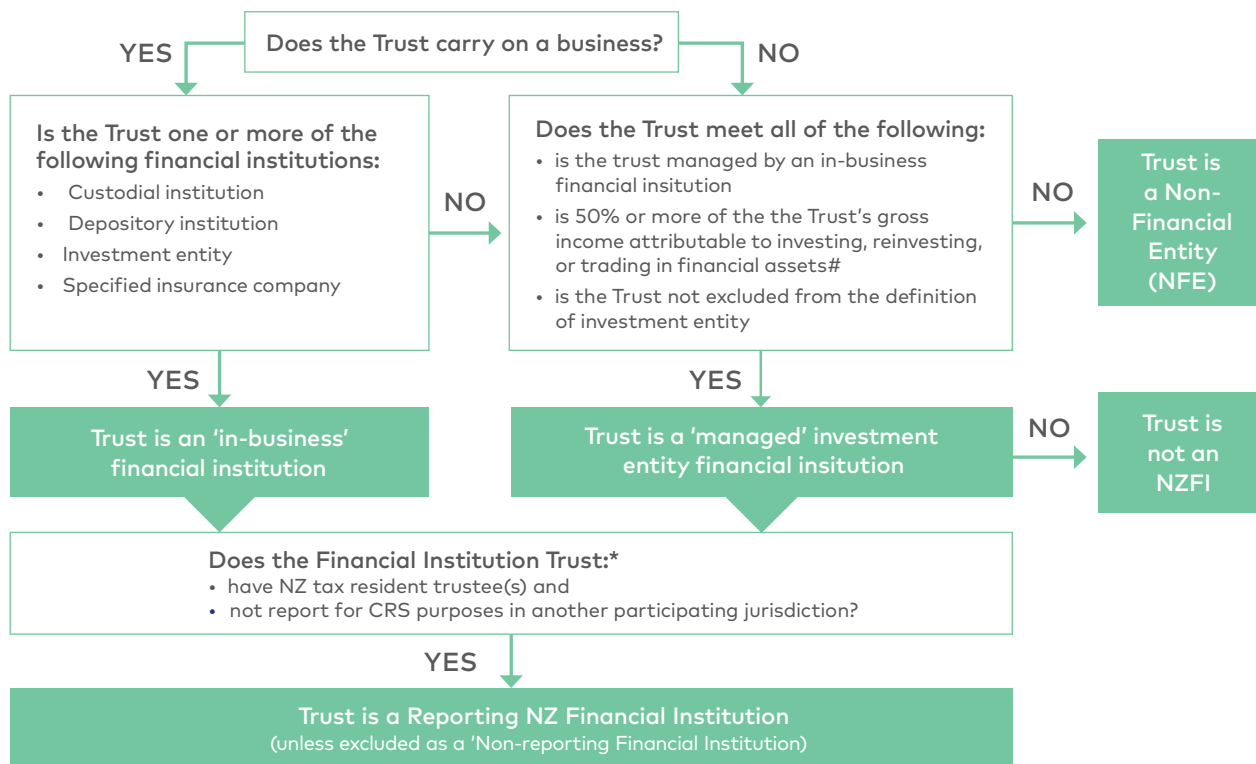 Does the Trust carry on a business?
YES
NO
Is the Trust one or more of the
following financial institutions:
• Custodial institution
• Depository institution
• Investment entity
• Specified insurance company
NO
Does the Trust meet all of the following:
• is the trust managed by an in-business
financial insitution
• is 50% or more of the the Trust’s gross
income attributable to investing, reinvesting,
or trading in financial assets#
• is the Trust not excluded from the definition
of investment entity
NO
Trust is
a Non-
Financial
Entity
(NFE)
YES
YES
Trust is an ‘in-business’
financial institution
Trust is a ‘managed’ investment
entity financial insitution
NO
Trust is
not an
NZFI
Does the Financial Institution Trust:*
• have NZ tax resident trustee(s) and
• not report for CRS purposes in another participating jurisdiction?
YES
Trust is a Reporting NZ Financial Institution
(unless excluded as a ‘Non-reporting Financial Institution)